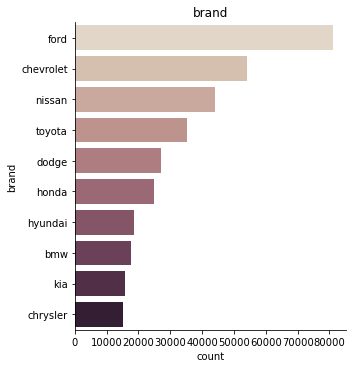 brand
ford
chevrolet
nissan
toyota
dodge
honda
hyundai
bmw
kia
chrysler
brand
0 10000 20000 30000 40000 50000 60000 70000 80000
count